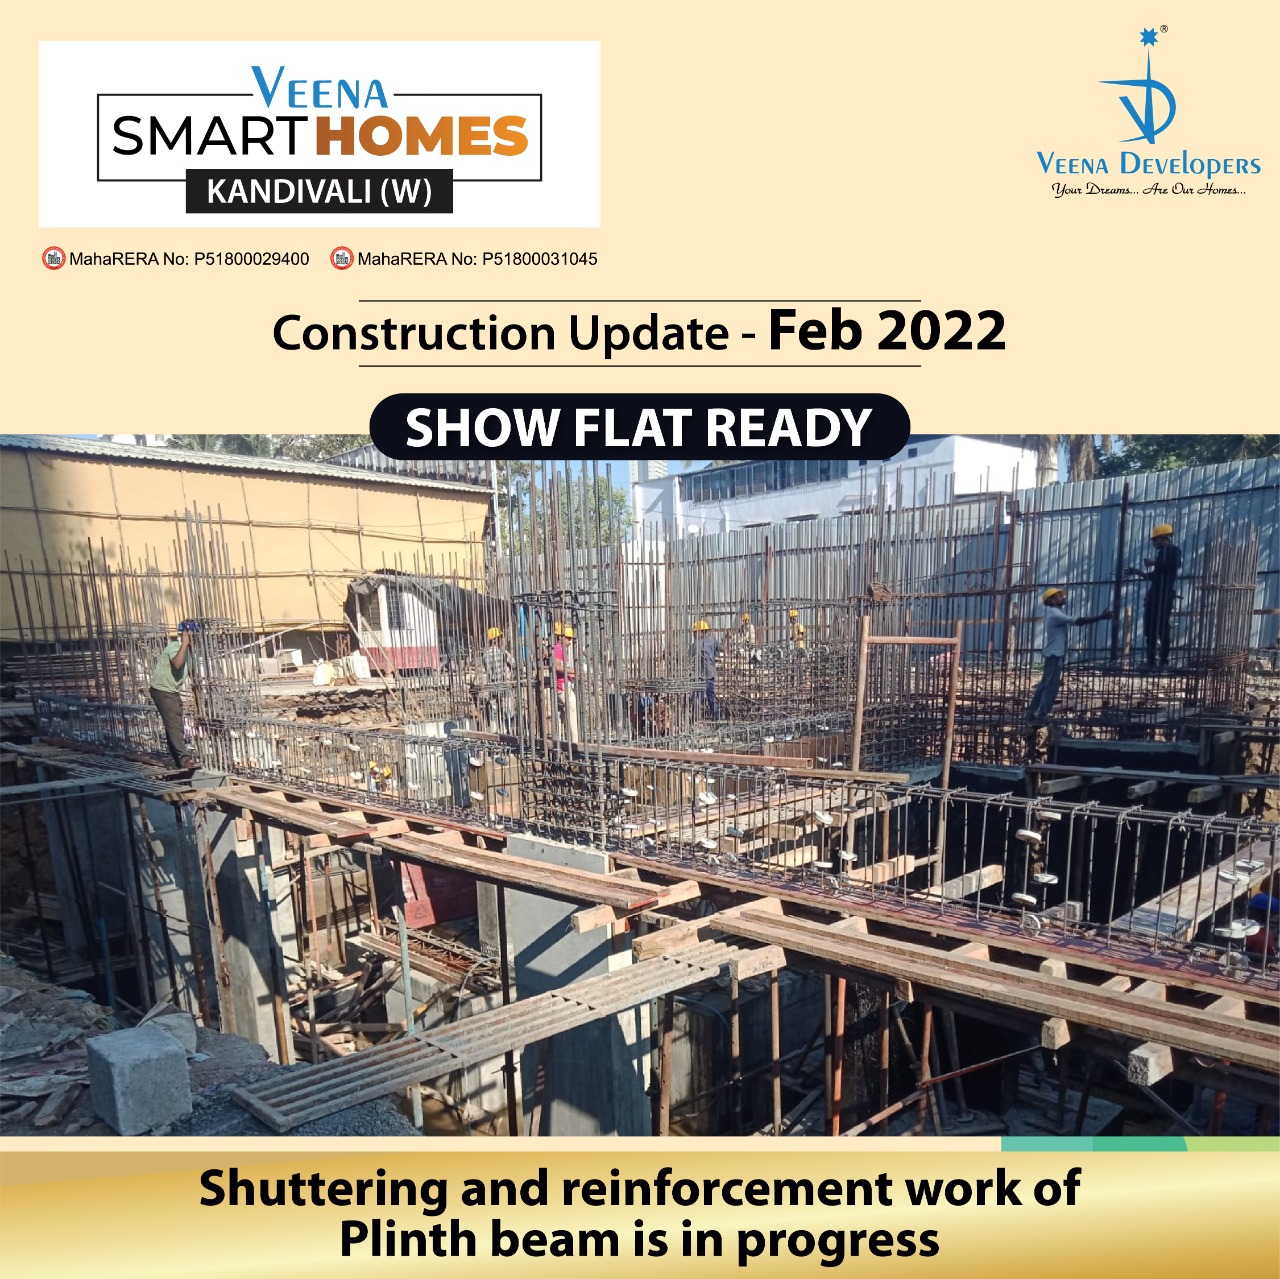 VEENA
SMART HOMES
KANDIVALI (W)
MahaRERA No: P51800029400 MahaRERA No: P51800031045
®
VEENA DEVELOPERS
Your Dreams... Are Our Homes...
Construction Update - Feb 2022
SHOW FLAT READY
Shuttering and reinforcement work of
Plinth beam is in progress